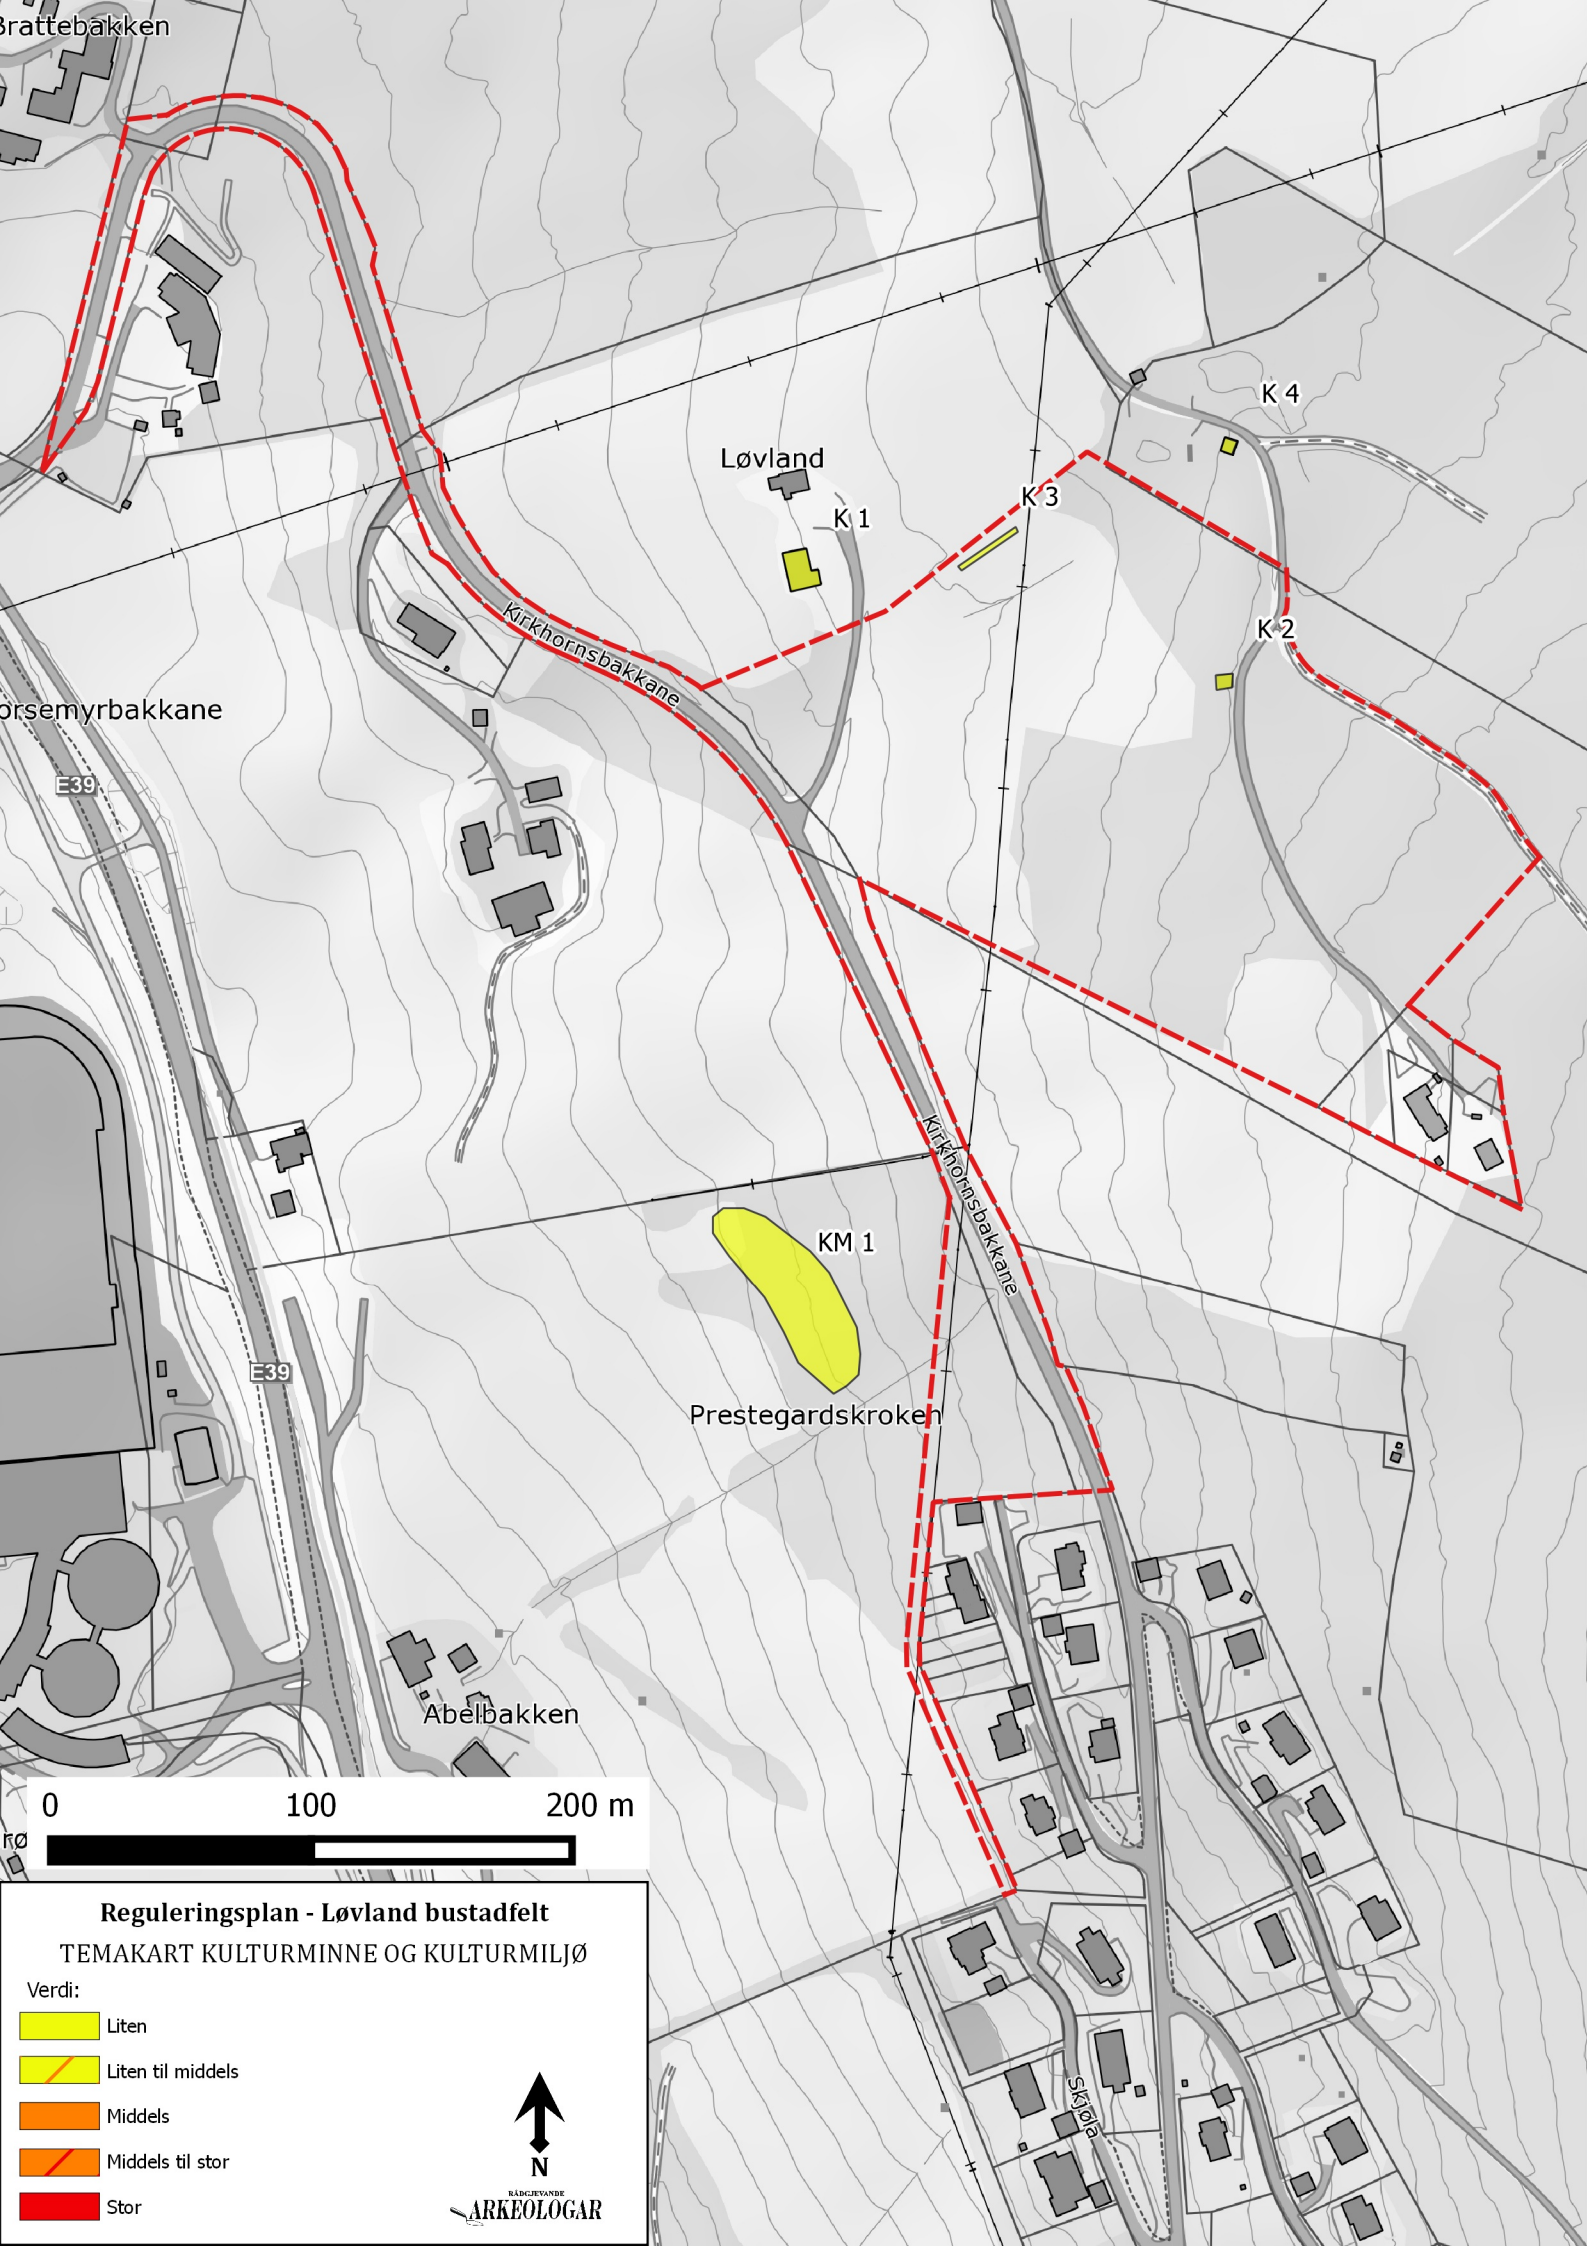 Brattebakken
K 4
Løvland
K 3
K 1
Kirkhornsbakkane
K 2
orsemyrbakkane
E39
Kirkhornsbakkane
KM 1
E39
Prestegardskroken
Abelbakken
0 100 200 m
rø
Reguleringsplan - Løvland bustadfelt
TEMAKART KULTURMINNE OG KULTURMILJØ
Verdi:
Liten
Liten til middels
Middels
Middels til stor
Stor
N
RÅDGJEVANDE
ARKEOLOGAR
Skjøla